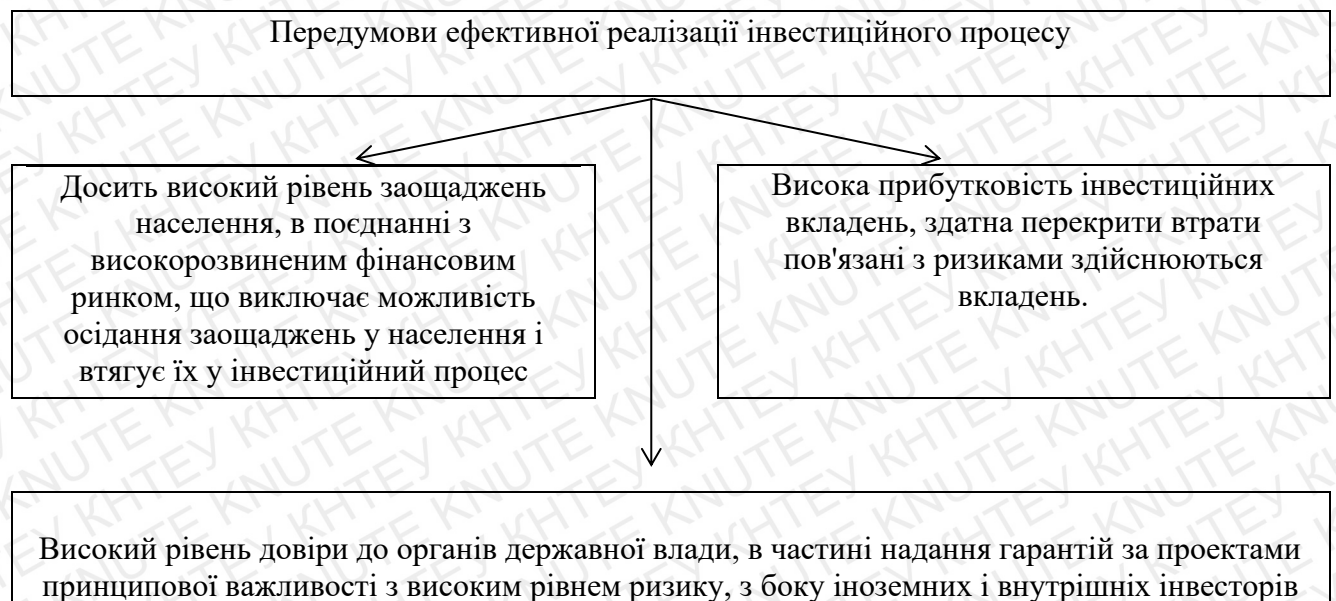 Передумови ефективної реалізації інвестиційного процесу
Досить високий рівень заощаджень
населення, в поєднанні з
високорозвиненим фінансовим
ринком, що виключає можливість
осідання заощаджень у населення і
втягує їх у інвестиційний процес
Висока прибутковість інвестиційних
вкладень, здатна перекрити втрати
пов'язані з ризиками здійснюються
вкладень.
Високий рівень довіри до органів державної влади, в частині надання гарантій за проектами
принципової важливості з високим рівнем ризику, з боку іноземних і внутрішніх інвесторів